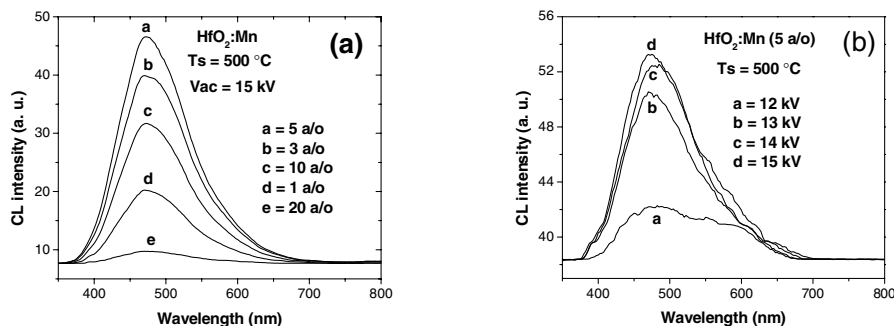 (a)
HfO2:Mn
Ts = 500 °C
Vac = 15 kV
a = 5 a/o
b = 3 a/o
c = 10 a/o
d = 1 a/o
e = 20 a/o
a
b
c
d
e
50
40
30
20
10
CL intensity (a. u.)
400 500 600 700 800
Wavelength (nm)
(b)
HfO2:Mn (5 a/o)
Ts = 500 °C
a = 12 kV
b = 13 kV
c = 14 kV
d = 15 kV
d
c
b
a
56
52
48
42
38
CL intensity (a. u.)
400 500 600 700 800
Wavelength (nm)